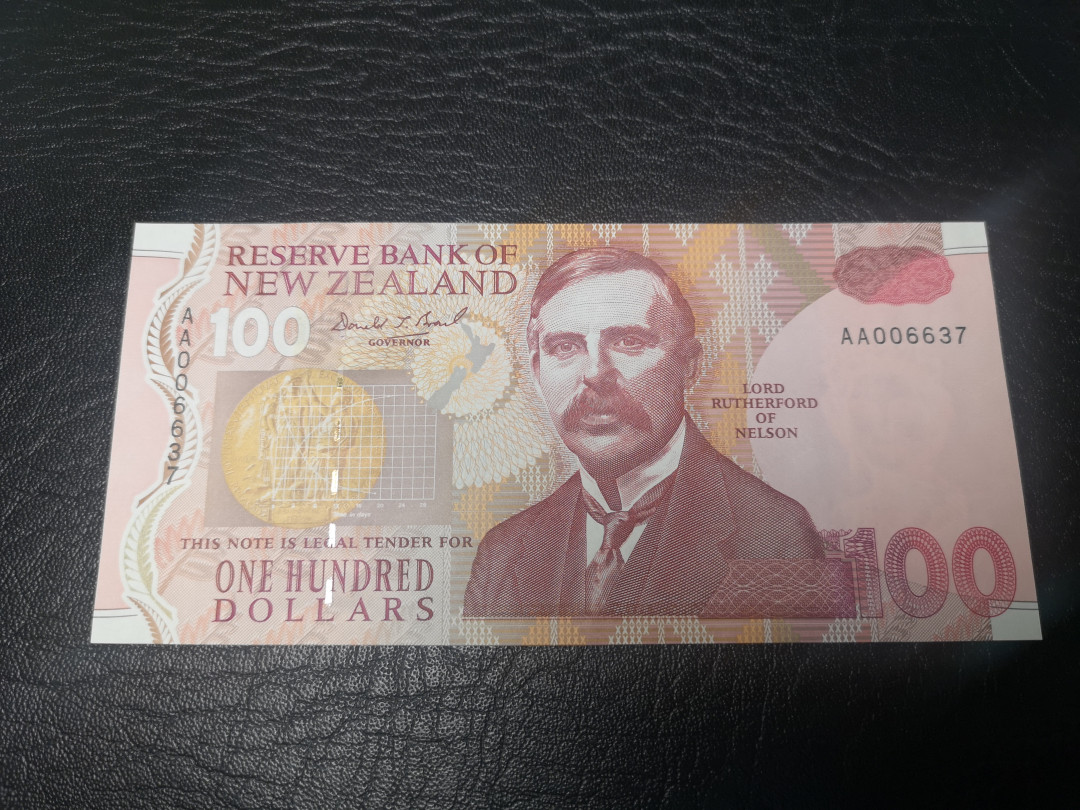 RESERVE BANK OF
NEW ZEALAND
100
GOVERNOR
AA006637
AA006637
LORD
RUTHERFORD
OF
NELSON
THIS NOTE IS LEGAL TENDER FOR
ONE HUNDRED
DOLLARS
100